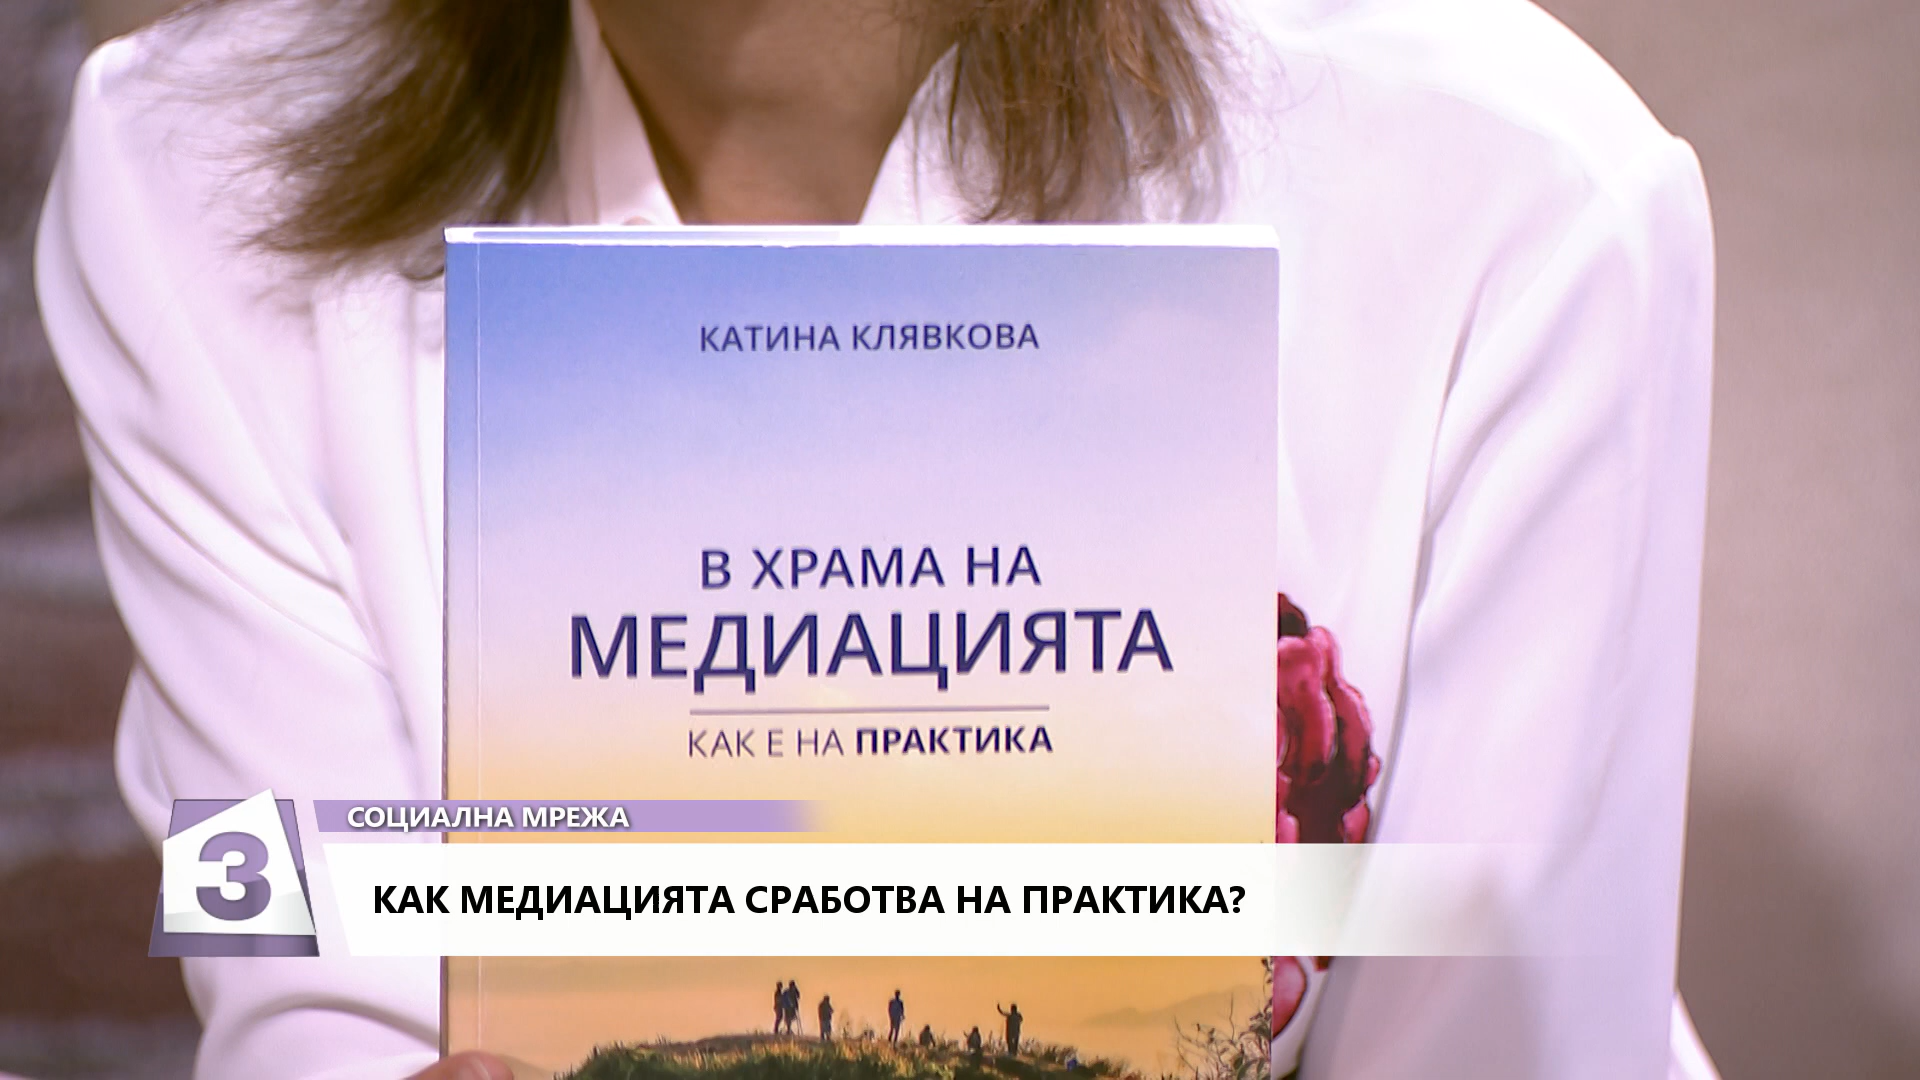 КАТИНА КЛЯВКОВА
В ХРАМА НА
МЕДИАЦИЯТА
КАК Е НА ПРАКТИКА
СОЦИАЛНА МРЕЖА
3
КАК МЕДИАЦИЯТА СРАБОТВА НА ПРАКТИКА?